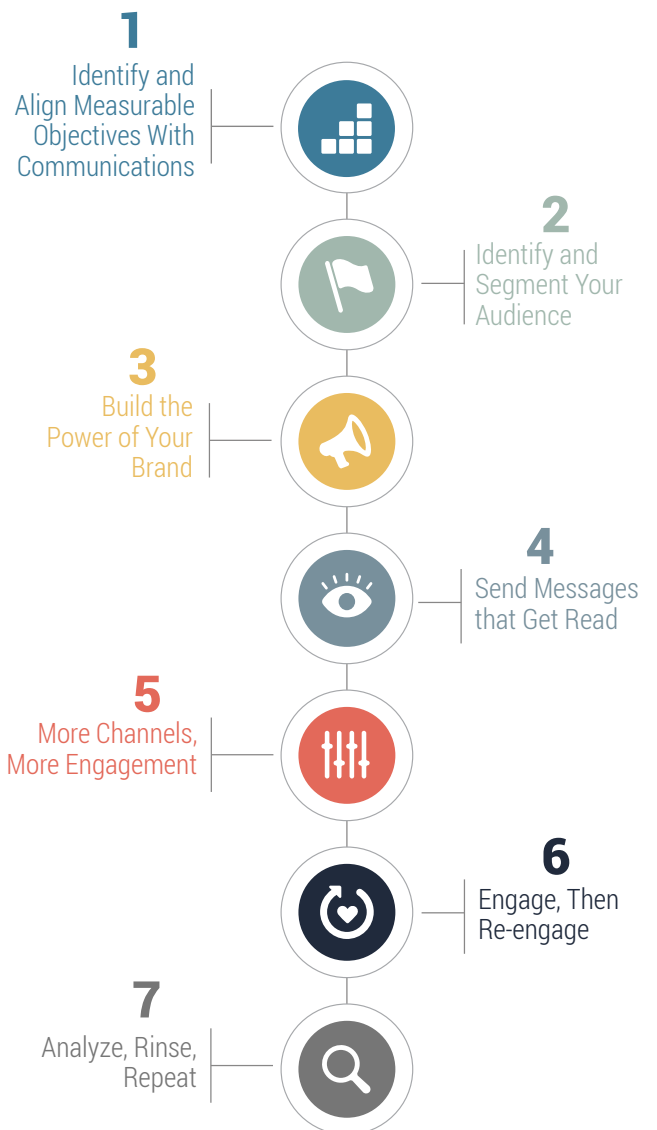 1
Identify and
Align Measurable
Objectives With
Communications
2
Identify and
Segment Your
Audience
3
Build the
Power of Your
Brand
4
Send Messages
that Get Read
5
More Channels,
More Engagement
6
Engage, Then
Re-engage
7
Analyze, Rinse,
Repeat